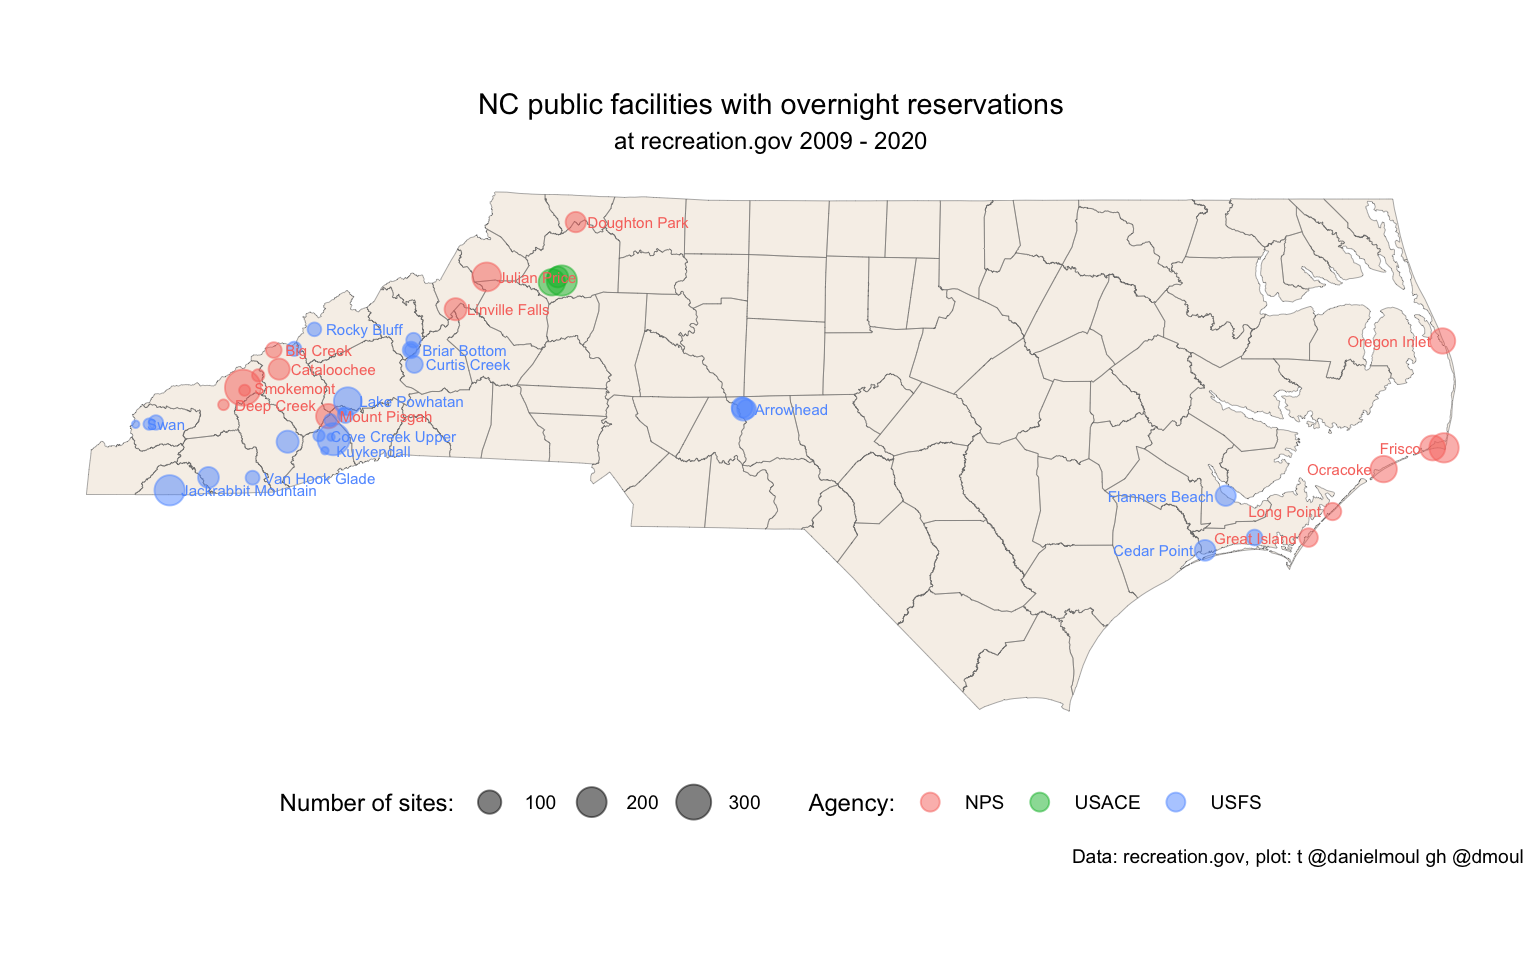 NC public facilities with overnight reservations
at recreation.gov 2009 - 2020
Doughton Park
Julian Price
Linville Falls
Rocky Bluff
Oregon Inlet
Big Creek
Briar Bottom
Curtis Creek
Cataloochee
Smokemont
Lake Powhatan
Deep Creek
Arrowhead
Mount Pisgah
Swan
Cove Creek Upper
Kuykendall
Frisco
Ocracoke
Van Hook Glade
Jackrabbit Mountain
Flanners Beach
Long Point
Great Island
Cedar Point
Number of sites: 100 200 300 Agency: NPS USACE USFS
Data: recreation.gov, plot: t @danielmoul gh @dmoul